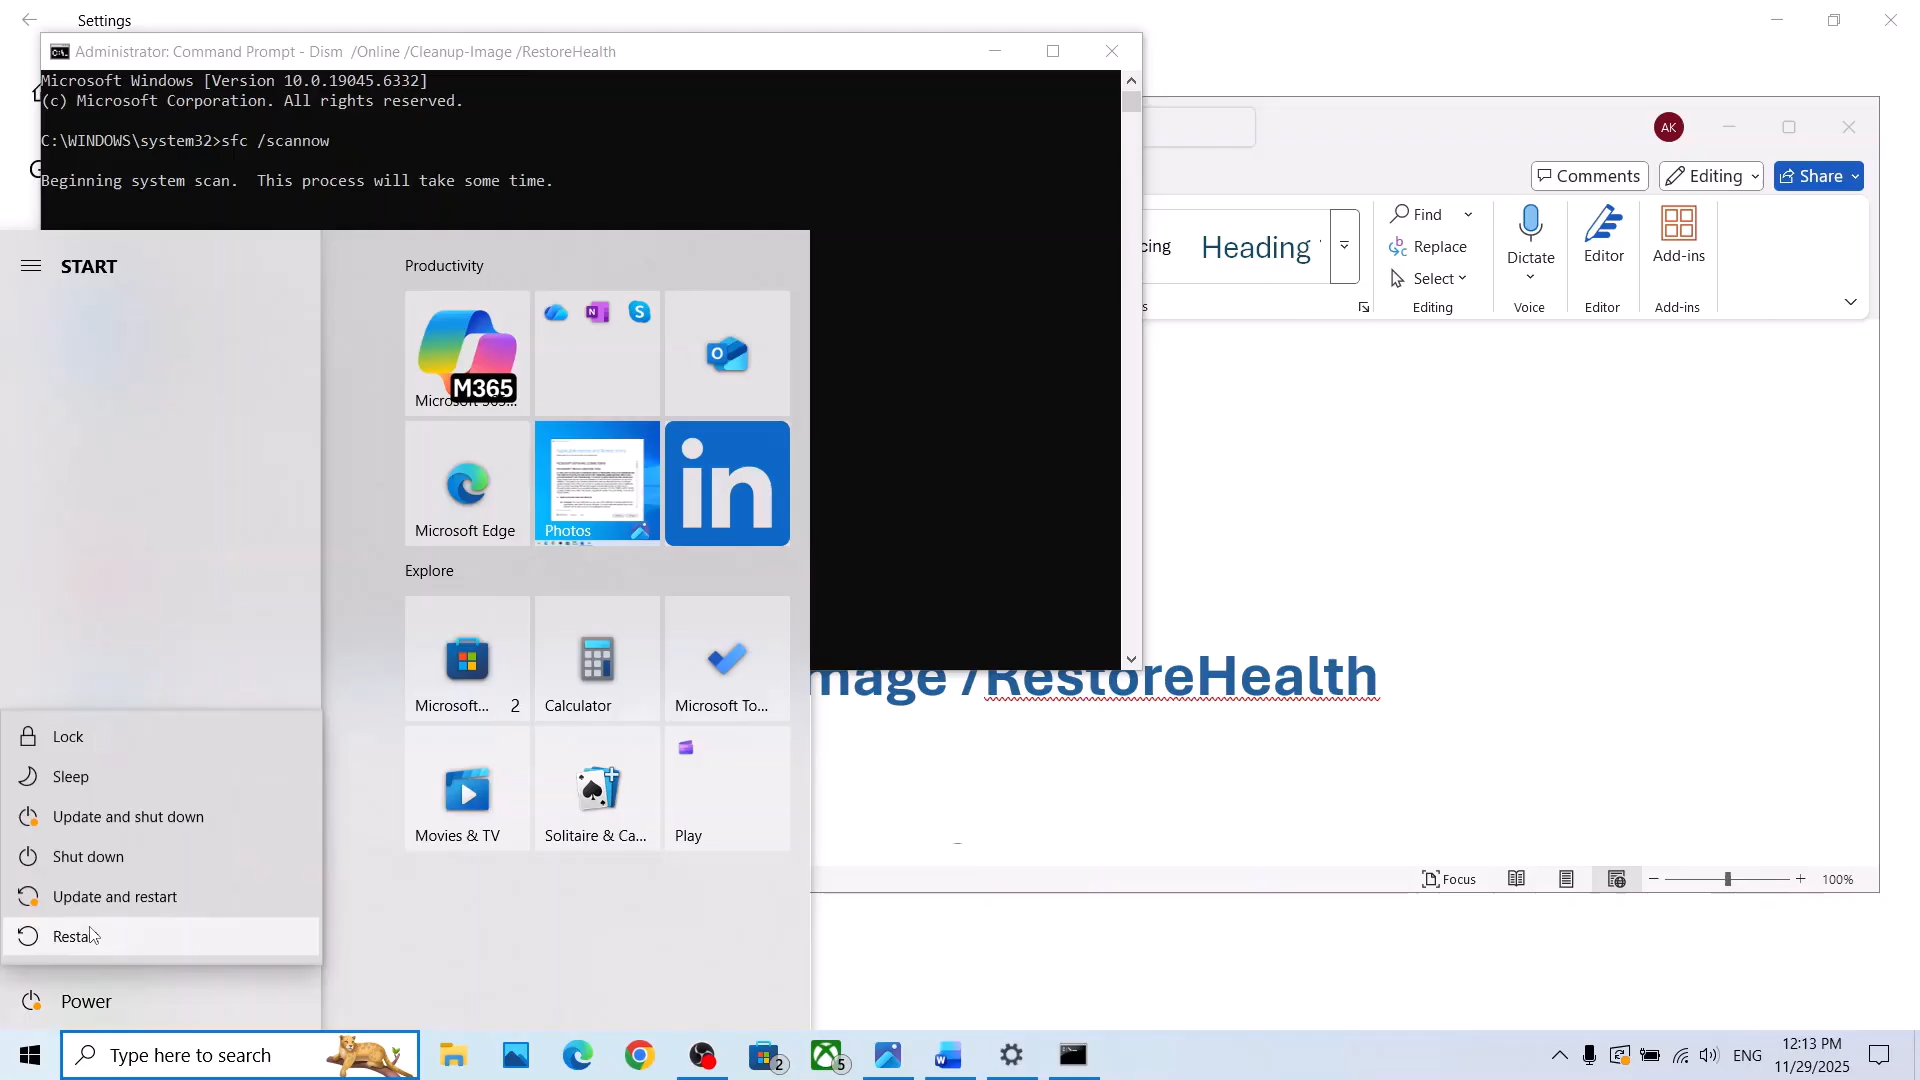 Settings
Administrator: Command Prompt - Dism /Online /Cleanup-Image /RestoreHealth
Microsoft Windows [Version 10.0.19045.6332]
(c) Microsoft Corporation. All rights reserved.
C:\WINDOWS\system32>sfc /scannow
Beginning system scan.  This process will take some time.
AK
Comments
Editing
Share
Heading
Find
Replace
Select
Editing
Dictate
Voice
Editor
Editor
Add-ins
Add-ins
START
Productivity
M365
Microsoft 365...
Microsoft Edge
Photos
in
Explore
Microsoft...
2
Calculator
Microsoft To...
Movies & TV
Solitaire & Ca...
Play
Lock
Sleep
Update and shut down
Shut down
Update and restart
Power
/RestoreHealth
Focus
100%
Type here to search
2
5
ENG
12:13 PM
11/29/2025